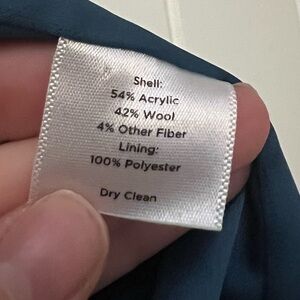 Shell:
54% Acrylic
42% Wool
4% Other Fiber
Lining:
100% Polyester
Dry Clean